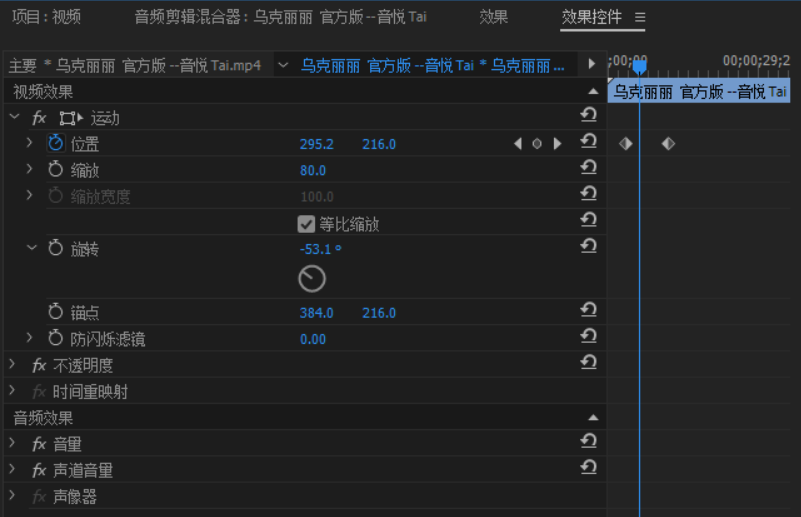 项目:视频 音频剪辑混合器:乌克丽丽 官方版 --音悦 Tai 效果 效果控件
主要 * 乌克丽丽 官方版 --音悦 Tai.mp4 乌克丽丽 官方版 --音悦 Tai * 乌克丽丽 ... ;00;00 00;00;29;2
视频效果 乌克丽丽 官方版 --音悦 Tai
fx 运动
位置 295.2 216.0
缩放 80.0
缩放宽度 100.0
等比缩放
旋转 -53.1 °
锚点 384.0 216.0
防闪烁滤镜 0.00
fx 不透明度
fx 时间重映射
音频效果
fx 音量
fx 声道音量
fx 声像器